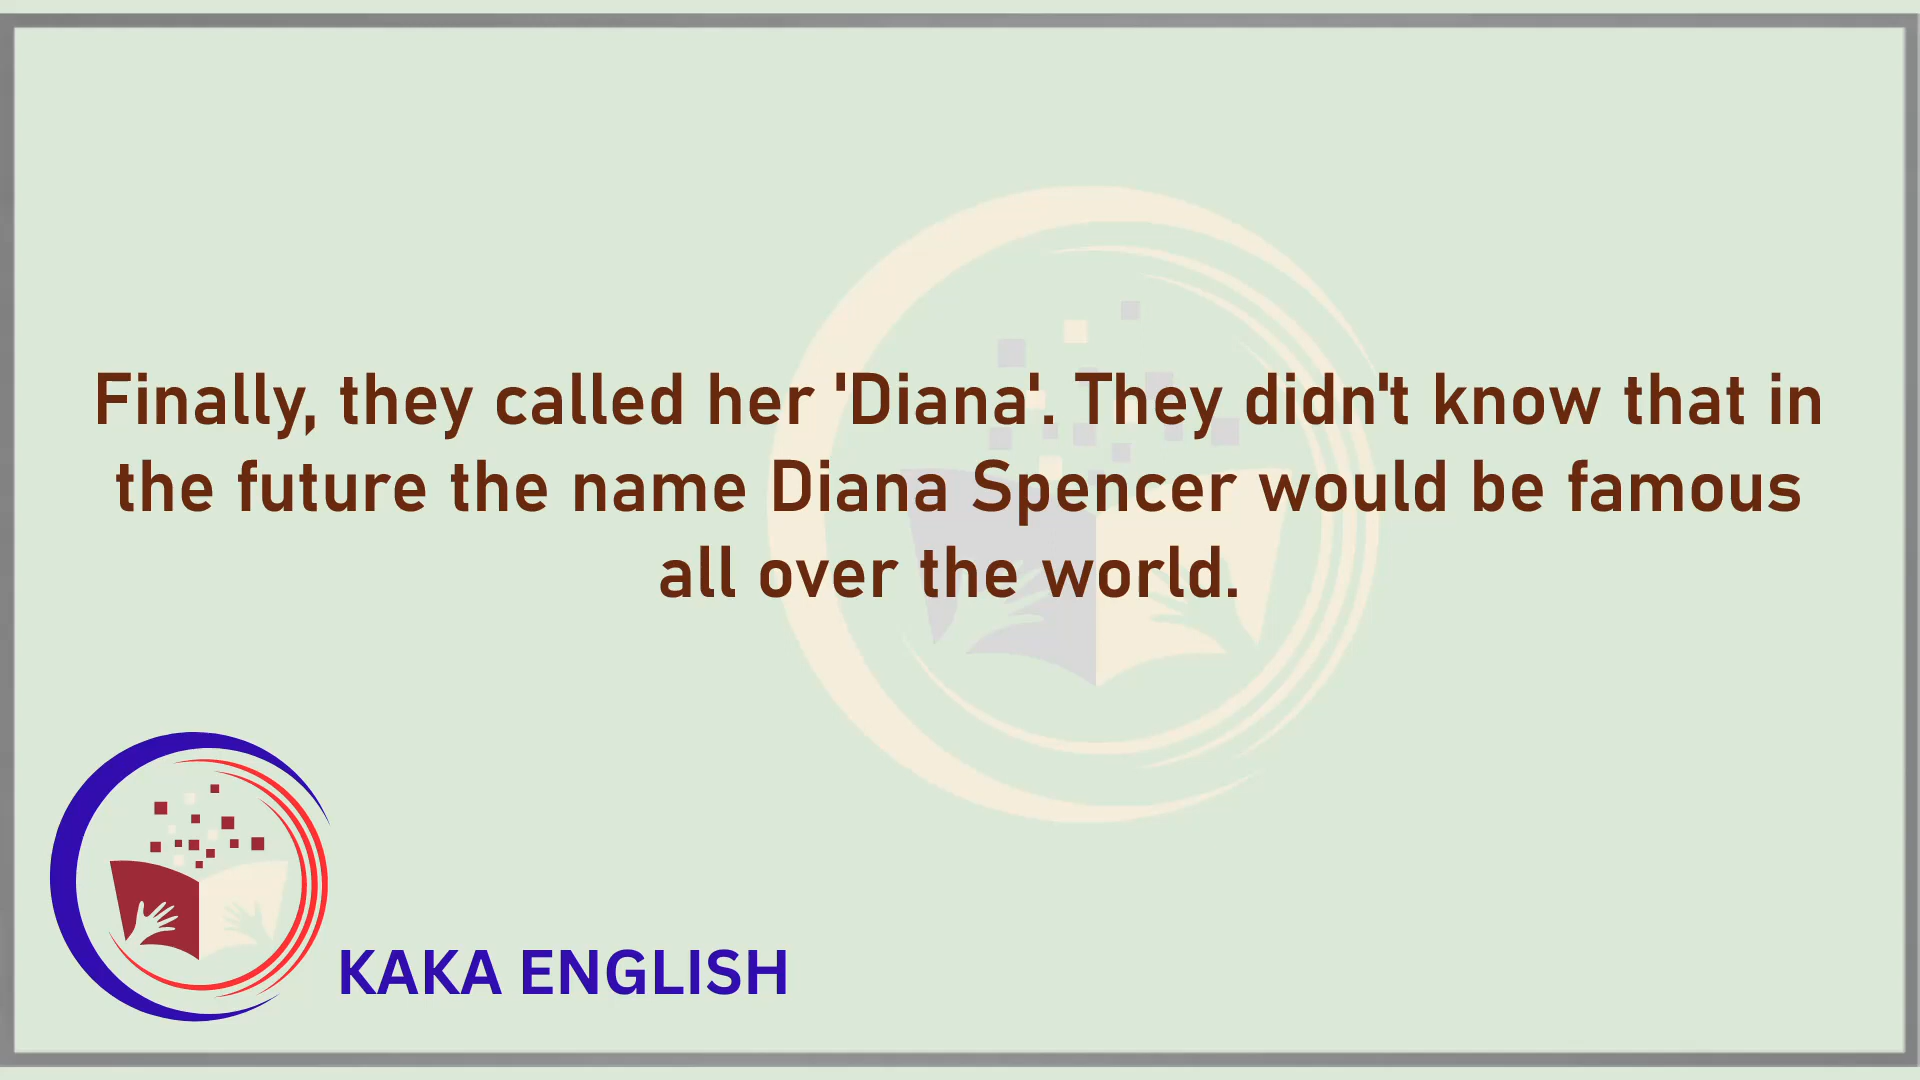 Finally, they called her 'Diana'. They didn't know that in
the future the name Diana Spencer would be famous
all over the world.
KAKA ENGLISH